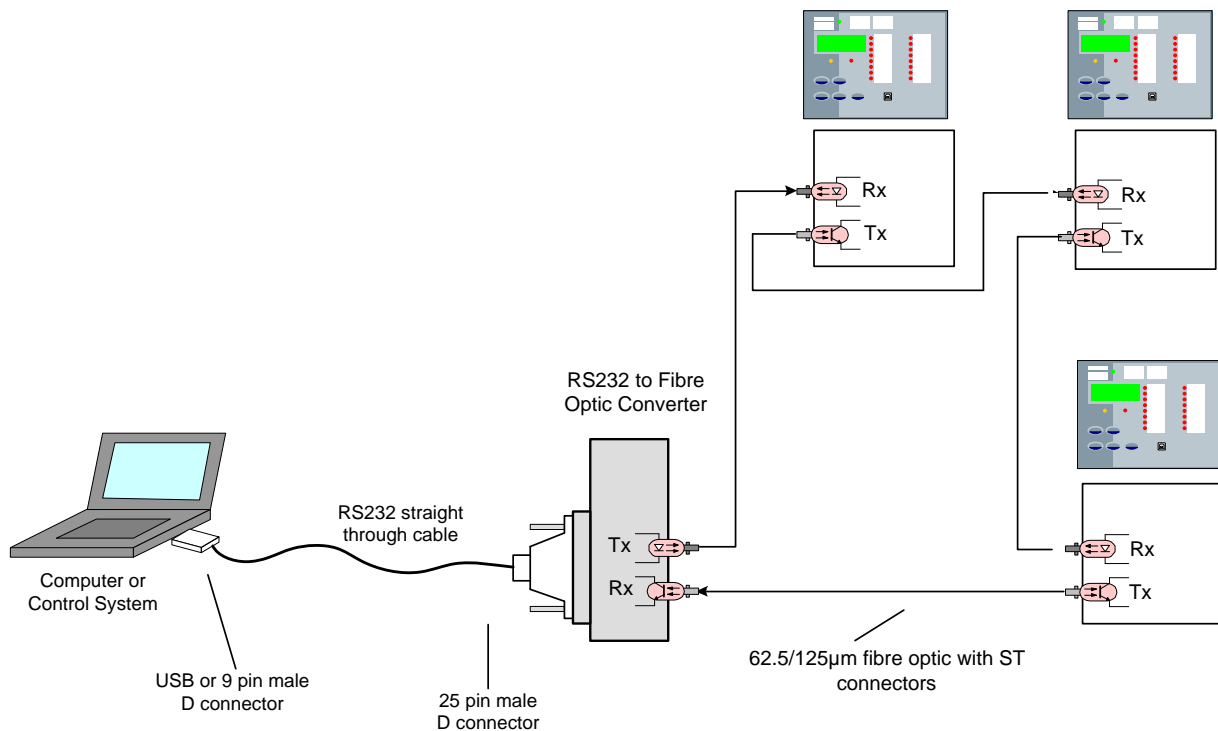 Rx
Tx
Rx
Tx
RS232 to Fibre
Optic Converter
RS232 straight
through cable
Tx
Rx
Rx
Tx
Computer or
Control System
USB or 9 pin male
D connector
25 pin male
D connector
62.5/125µm fibre optic with ST
connectors